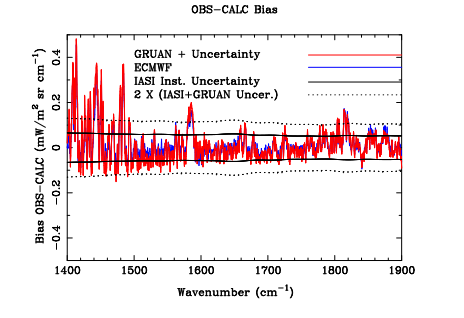 OBS-CALC Bias
GRUAN + Uncertainty
ECMWF
IASI Inst. Uncertainty
2 X (IASI+GRUAN Uncer.)
Bias OBS-CALC (mW/m² sr cm⁻¹)
0.4
0.2
0
−0.2
−0.4
1400 1500 1600 1700 1800 1900
Wavenumber (cm⁻¹)